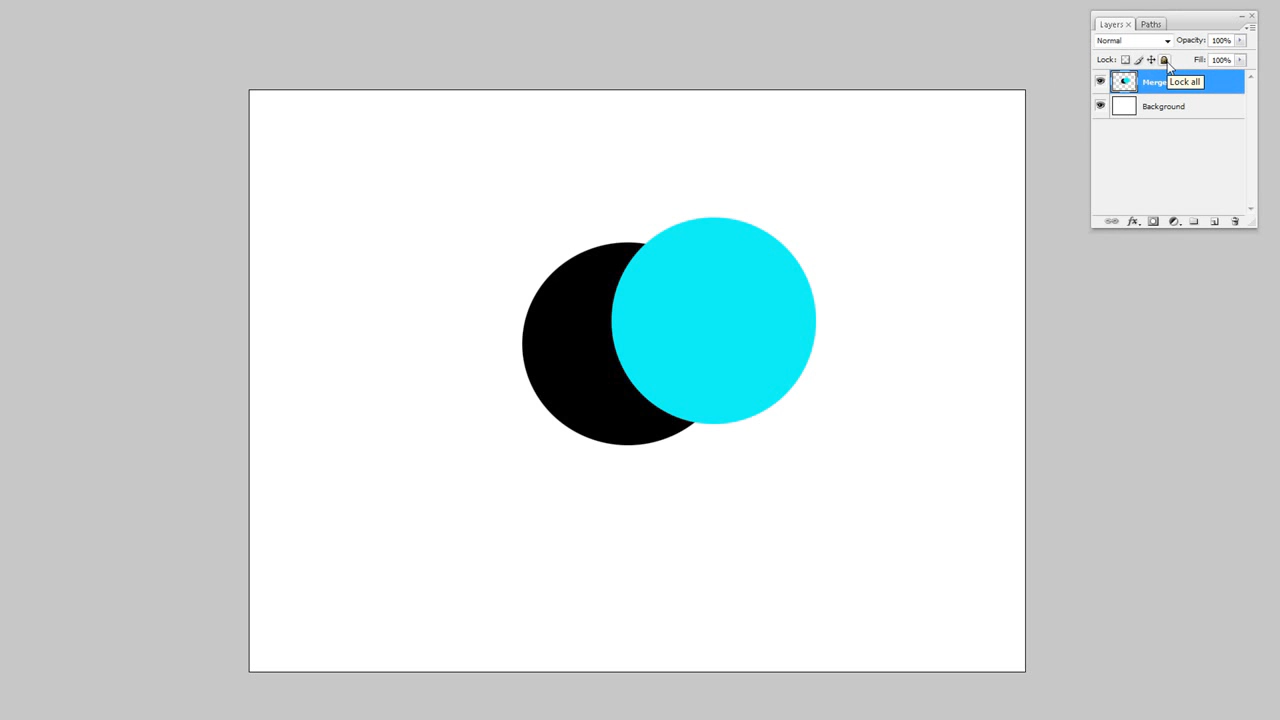 Layers Paths
Normal Opacity: 100%
Lock: Fill: 100%
Merge
Lock all
Background